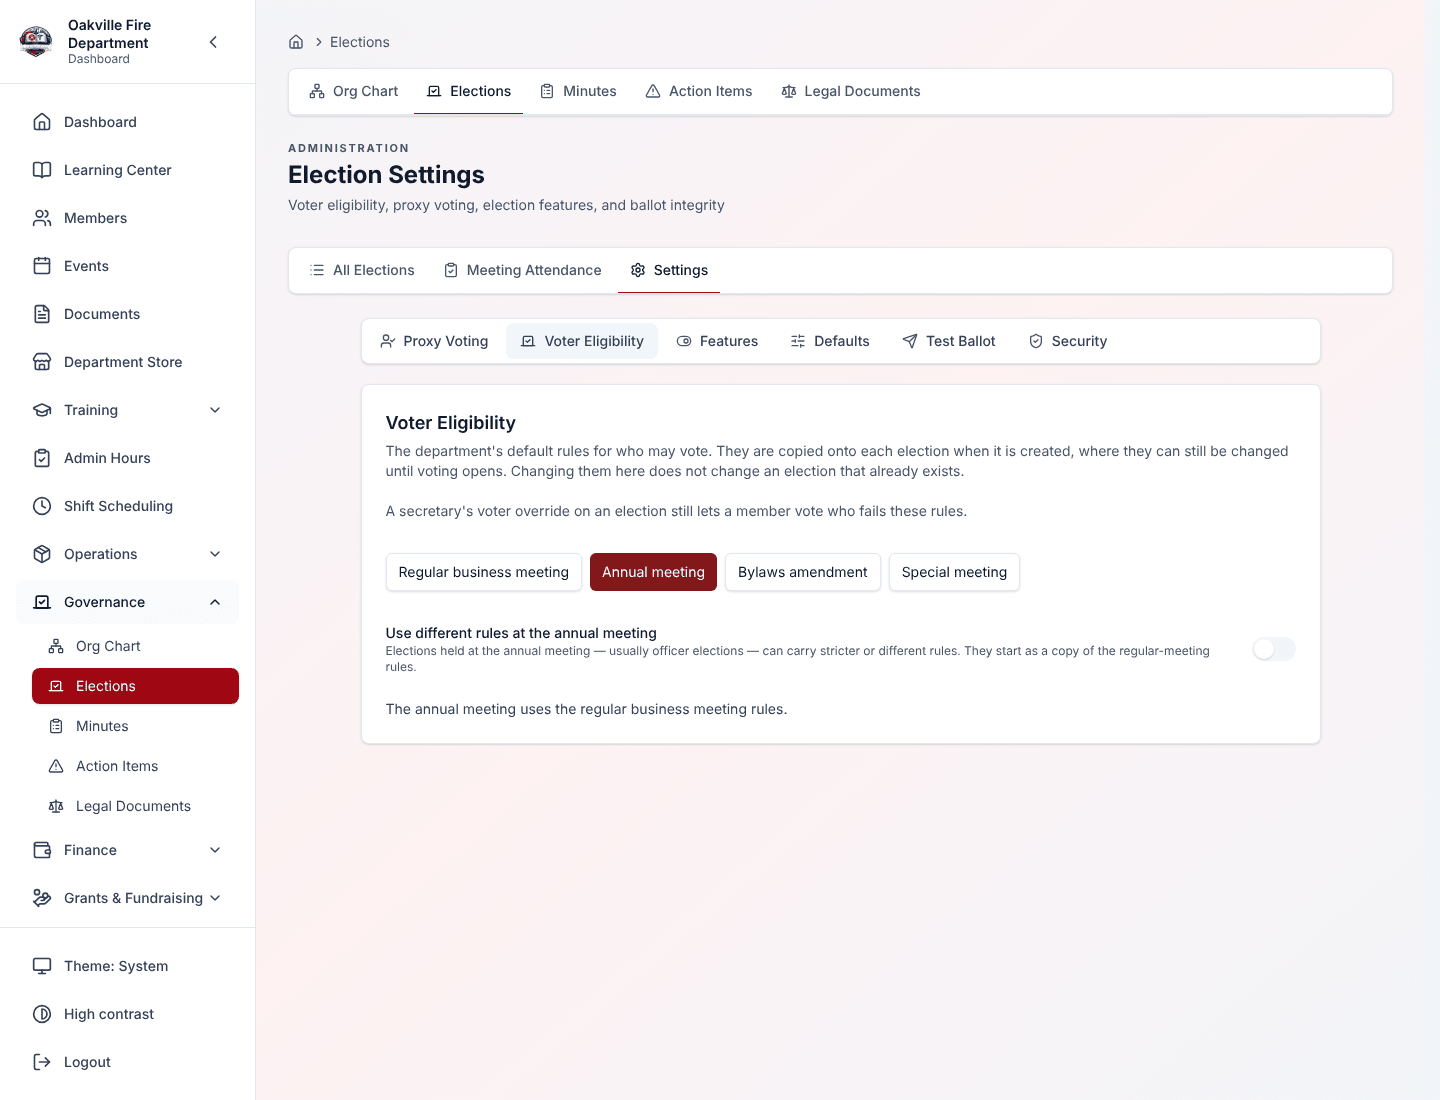 Oakville Fire
Department
Dashboard
Dashboard
Learning Center
Members
Events
Documents
Department Store
Training
Admin Hours
Shift Scheduling
Operations
Governance
Org Chart
Elections
Minutes
Action Items
Legal Documents
Finance
Grants & Fundraising
Theme: System
High contrast
Logout
Elections
Org Chart
Elections
Minutes
Action Items
Legal Documents
ADMINISTRATION
Election Settings
Voter eligibility, proxy voting, election features, and ballot integrity
All Elections
Meeting Attendance
Settings
Proxy Voting
Voter Eligibility
Features
Defaults
Test Ballot
Security
Voter Eligibility
The department's default rules for who may vote. They are copied onto each election when it is created, where they can still be changed
until voting opens. Changing them here does not change an election that already exists.
A secretary's voter override on an election still lets a member vote who fails these rules.
Regular business meeting
Annual meeting
Bylaws amendment
Special meeting
Use different rules at the annual meeting
Elections held at the annual meeting — usually officer elections — can carry stricter or different rules. They start as a copy of the regular-meeting
rules.
The annual meeting uses the regular business meeting rules.